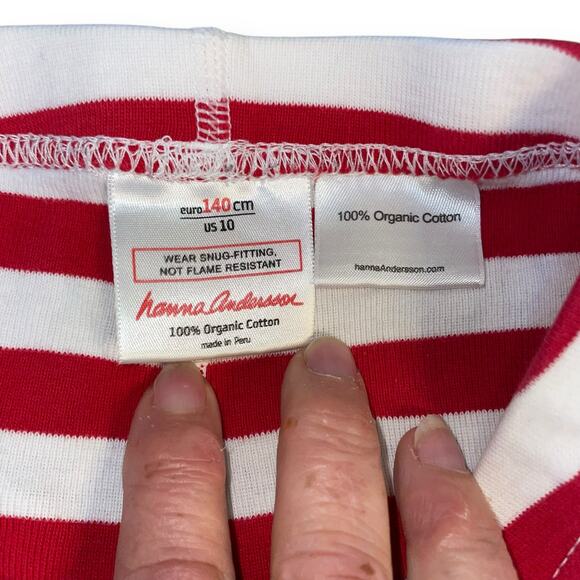 euro140cm
US 10
WEAR SNUG-FITTING,
NOT FLAME RESISTANT
hanna Andersson
100% Organic Cotton
made in Peru
100% Organic Cotton
hannaAndersson.com